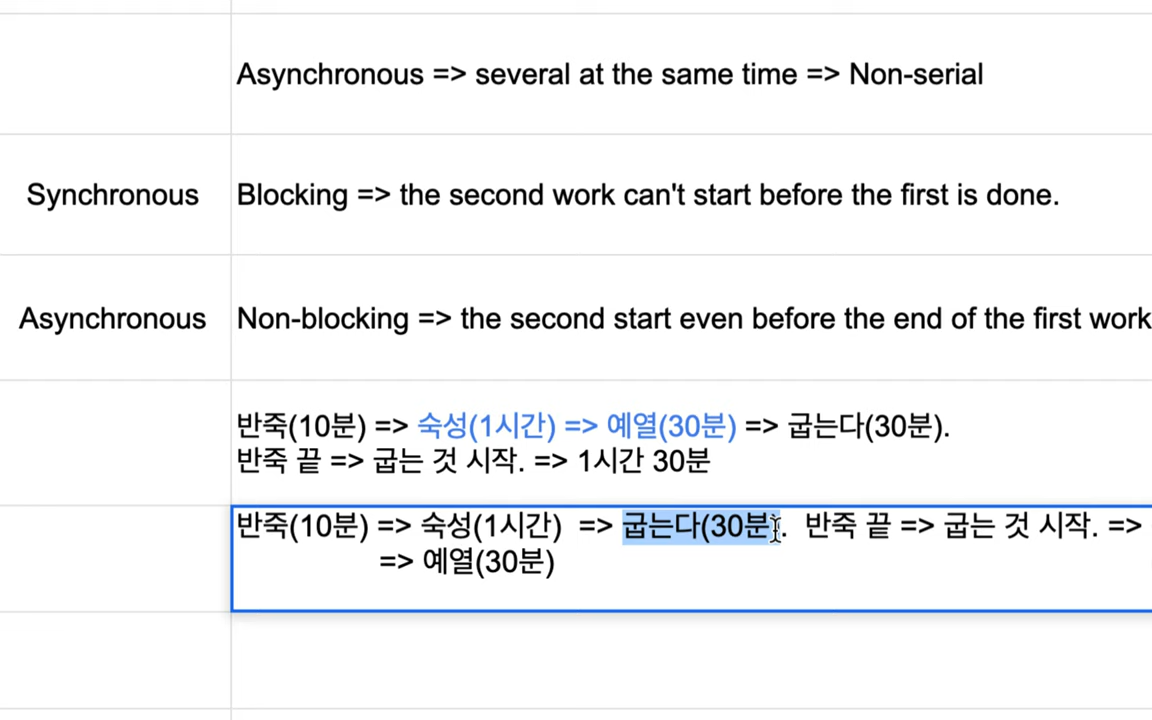 Asynchronous => several at the same time => Non-serial
Synchronous
Blocking => the second work can't start before the first is done.
Asynchronous
Non-blocking => the second start even before the end of the first work
반죽(10분) => 숙성(1시간) => 예열(30분) => 굽는다(30분).
반죽 끝 => 굽는 것 시작. => 1시간 30분
반죽(10분) => 숙성(1시간) => 굽는다(30분). 반죽 끝 => 굽는 것 시작. =>
=> 예열(30분)